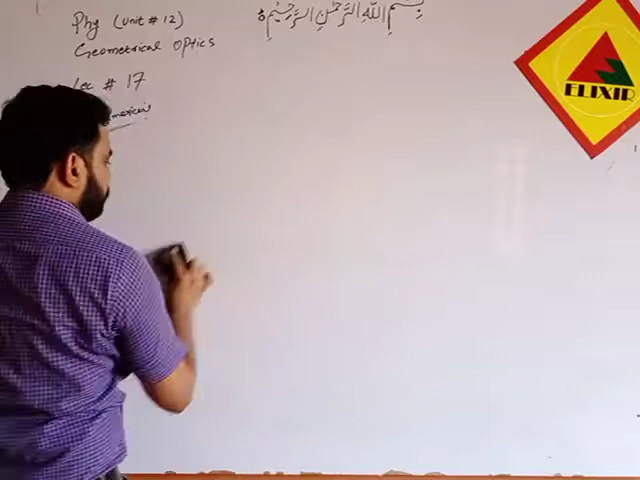 Phy (Unit # 12)
بِسْمِ اللّٰهِ الرَّحْمٰنِ الرَّحِيْمِ
Geometrical Optics
Lec # 17
ELIXIR